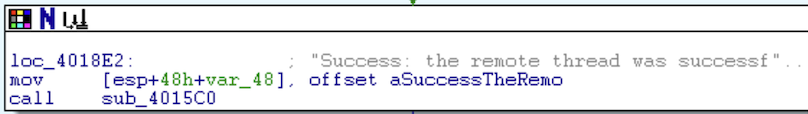 loc_4018E2: ; "Success: the remote thread was successf"..
mov [esp+48h+var_48], offset aSuccessTheRemo
call sub_4015C0